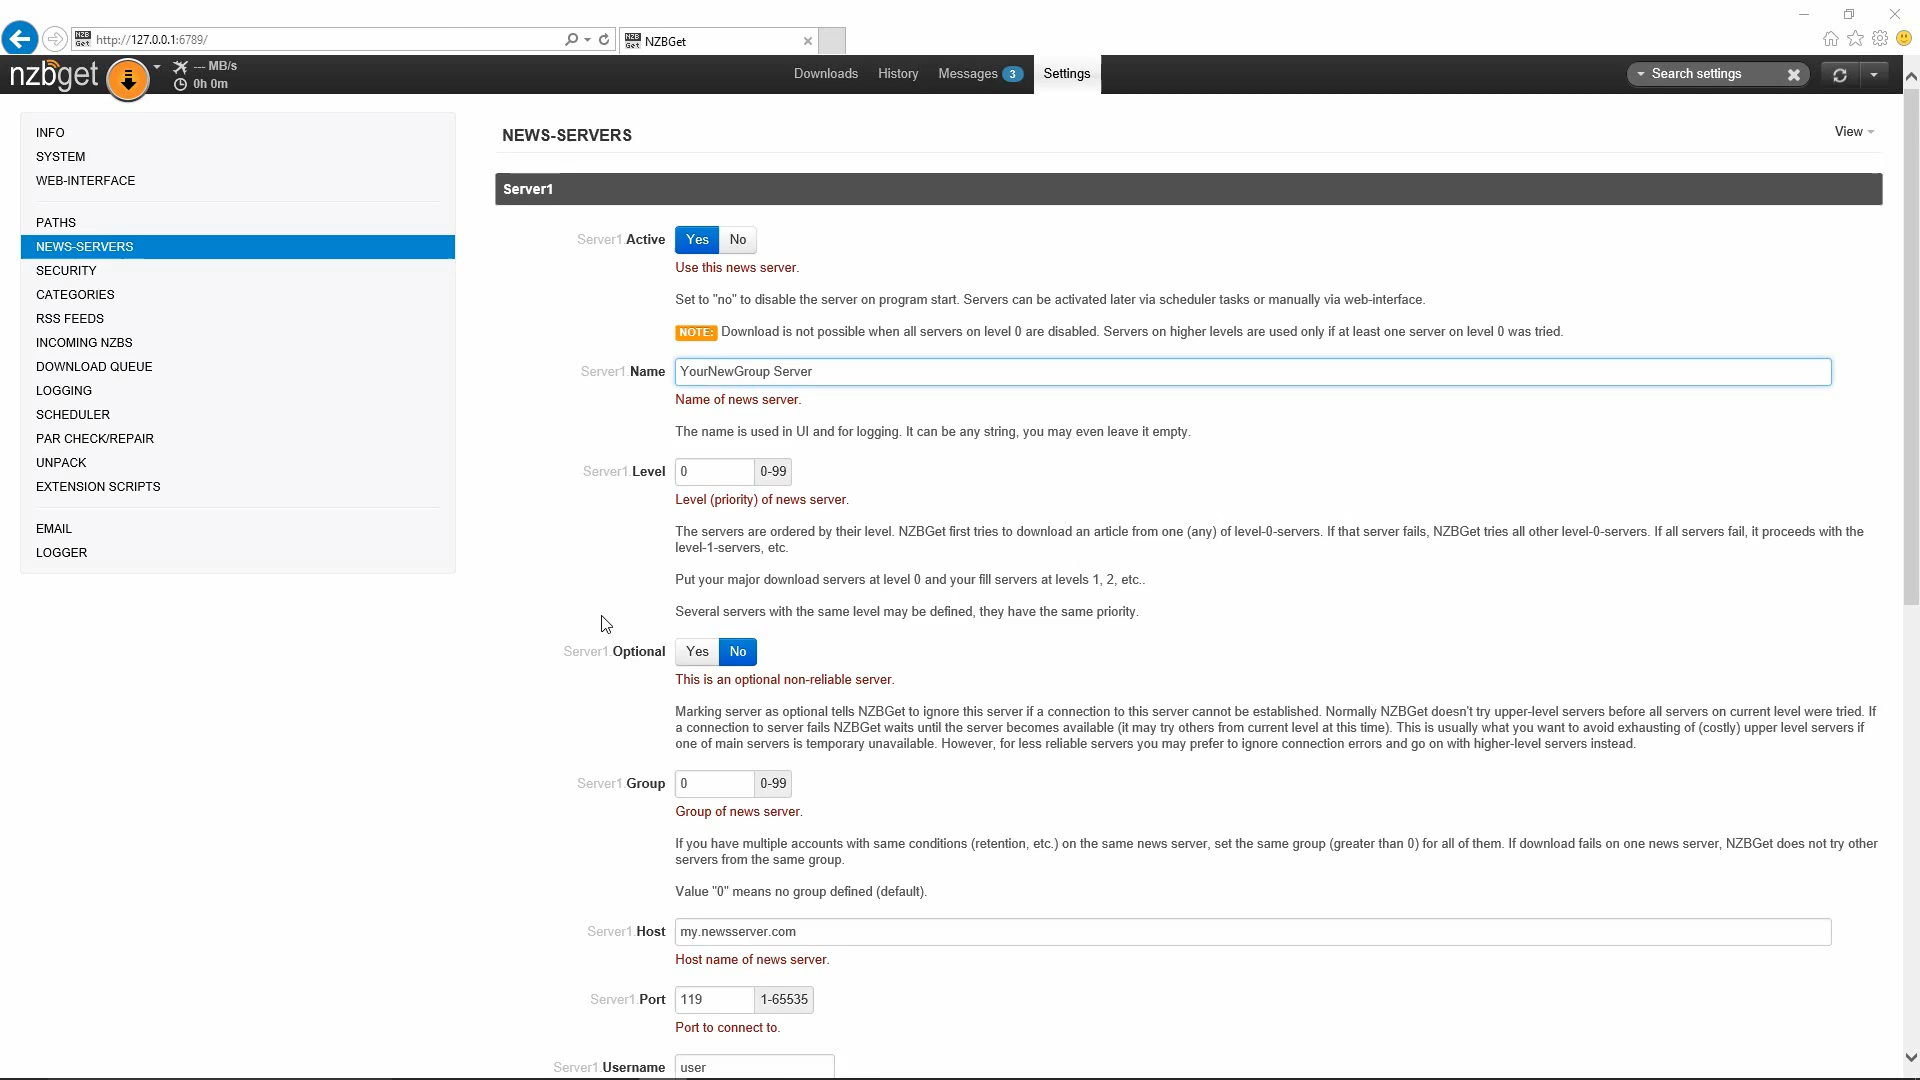 http://127.0.0.1:6789/
NZBGet
nzbget
--- MB/s
0h 0m
Downloads
History
Messages 3
Settings
Search settings
INFO
SYSTEM
WEB-INTERFACE
PATHS
NEWS-SERVERS
SECURITY
CATEGORIES
RSS FEEDS
INCOMING NZBS
DOWNLOAD QUEUE
LOGGING
SCHEDULER
PAR CHECK/REPAIR
UNPACK
EXTENSION SCRIPTS
EMAIL
LOGGER
NEWS-SERVERS
View
Server1
Server1.Active Yes No
Use this news server.
Set to "no" to disable the server on program start. Servers can be activated later via scheduler tasks or manually via web-interface.
NOTE: Download is not possible when all servers on level 0 are disabled. Servers on higher levels are used only if at least one server on level 0 was tried.
Server1.Name YourNewGroup Server
Name of news server.
The name is used in UI and for logging. It can be any string, you may even leave it empty.
Server1.Level 0 0-99
Level (priority) of news server.
The servers are ordered by their level. NZBGet first tries to download an article from one (any) of level-0-servers. If that server fails, NZBGet tries all other level-0-servers. If all servers fail, it proceeds with the
level-1-servers, etc.
Put your major download servers at level 0 and your fill servers at levels 1, 2, etc..
Several servers with the same level may be defined, they have the same priority.
Server1.Optional Yes No
This is an optional non-reliable server.
Marking server as optional tells NZBGet to ignore this server if a connection to this server cannot be established. Normally NZBGet doesn't try upper-level servers before all servers on current level were tried. If
a connection to server fails NZBGet waits until the server becomes available (it may try others from current level at this time). This is usually what you want to avoid exhausting of (costly) upper level servers if
one of main servers is temporary unavailable. However, for less reliable servers you may prefer to ignore connection errors and go on with higher-level servers instead.
Server1.Group 0 0-99
Group of news server.
If you have multiple accounts with same conditions (retention, etc.) on the same news server, set the same group (greater than 0) for all of them. If download fails on one news server, NZBGet does not try other
servers from the same group.
Value "0" means no group defined (default).
Server1.Host my.newsserver.com
Host name of news server.
Server1.Port 119 1-65535
Port to connect to.
Server1.Username user